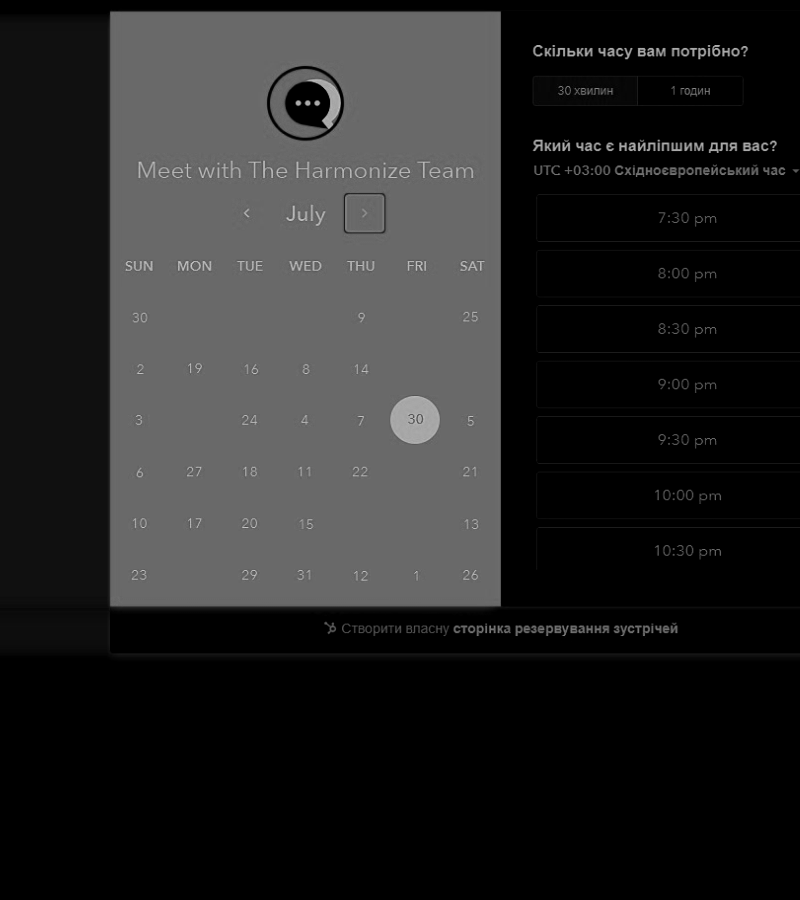 Meet with The Harmonize Team
July
SUN MON TUE WED THU FRI SAT
30 9 25
2 19 16 8 14
3 24 4 7 30 5
6 27 18 11 22 21
10 17 20 15 13
23 29 31 12 1 26
Скільки часу вам потрібно?
30 хвилин 1 годин
Який час є найліпшим для вас?
UTC +03:00 Східноєвропейський час
7:30 pm
8:00 pm
8:30 pm
9:00 pm
9:30 pm
10:00 pm
10:30 pm
Створити власну сторінка резервування зустрічей